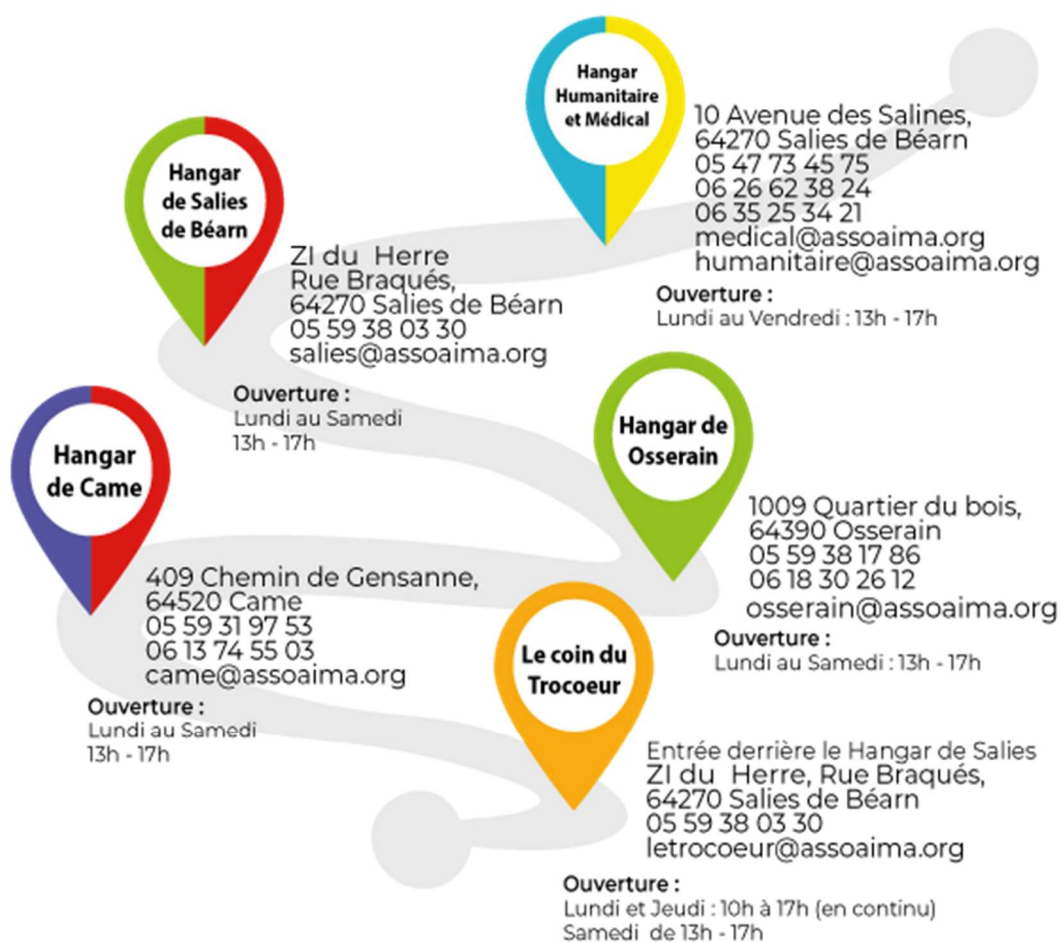 Hangar
Humanitaire
et Médical
10 Avenue des Salines,
64270 Salies de Béarn
05 47 73 45 75
06 26 62 38 24
06 35 25 34 21
medical@assoaima.org
humanitaire@assoaima.org
Ouverture :
Lundi au Vendredi : 13h - 17h
Hangar
de Salies
de Béarn
ZI du Herre
Rue Braqués,
64270 Salies de Béarn
05 59 38 03 30
salies@assoaima.org
Ouverture :
Lundi au Samedi
13h - 17h
Hangar de
Osserain
1009 Quartier du bois,
64390 Osserain
05 59 38 17 86
06 18 30 26 12
osserain@assoaima.org
Ouverture :
Lundi au Samedi : 13h - 17h
Hangar
de Came
409 Chemin de Gensanne,
64520 Came
05 59 31 97 53
06 13 74 55 03
came@assoaima.org
Ouverture :
Lundi au Samedi
13h - 17h
Le coin du
Trocoeur
Entrée derrière le Hangar de Salies
ZI du Herre, Rue Braqués,
64270 Salies de Béarn
05 59 38 03 30
letrocoeur@assoaima.org
Ouverture :
Lundi et Jeudi : 10h à 17h (en continu)
Samedi de 13h - 17h